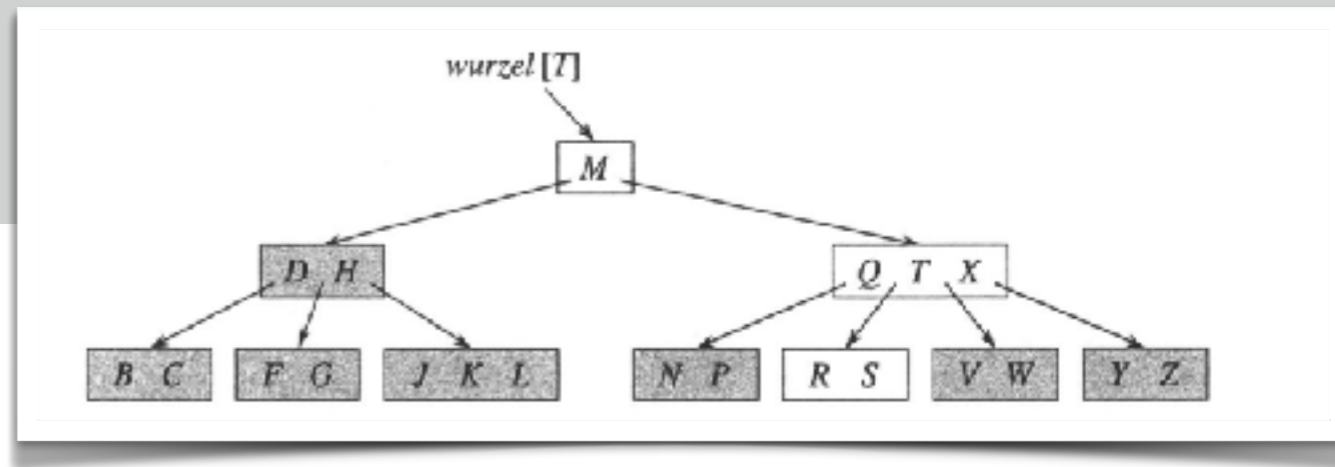 wurzel[T]
M
D H
Q T X
B C
F G
J K L
N P
R S
V W
Y Z